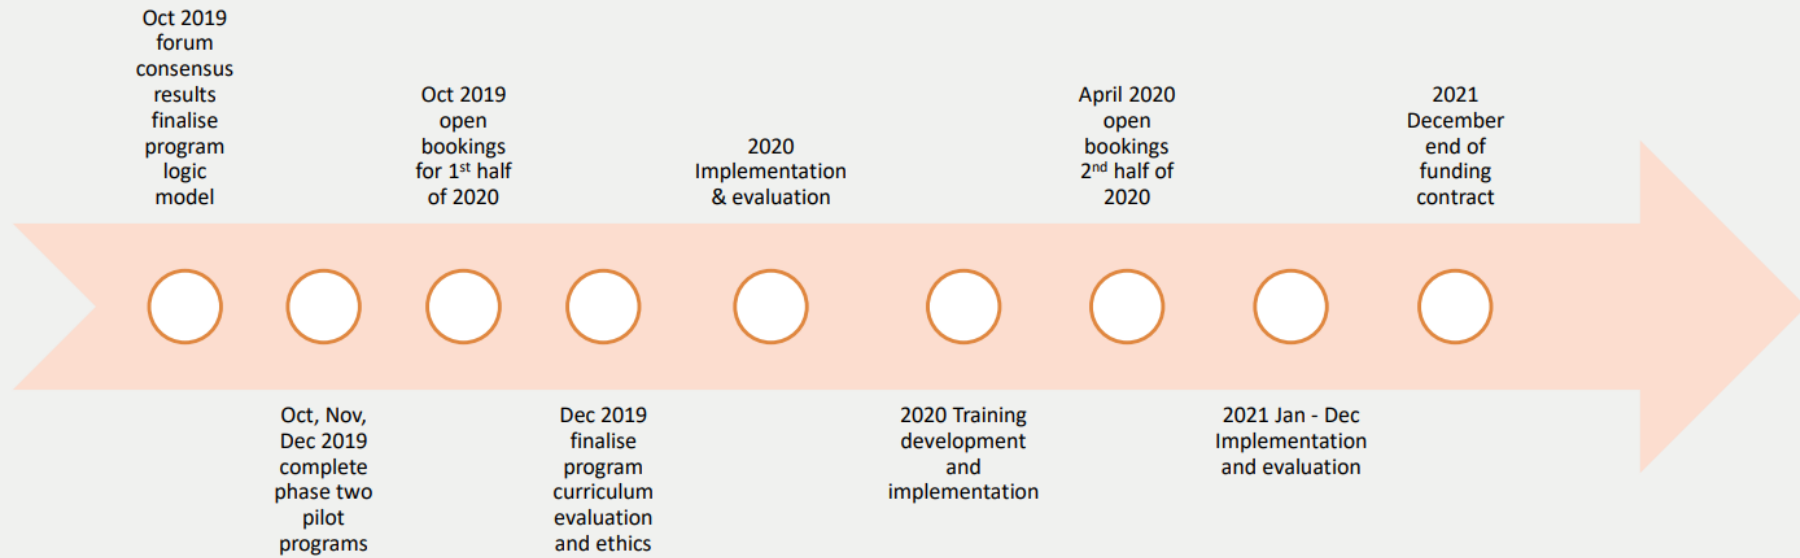 Oct 2019
forum
consensus
results
finalise
program
logic
model
Oct, Nov,
Dec 2019
complete
phase two
pilot
programs
Oct 2019
open
bookings
for 1st half
of 2020
Dec 2019
finalise
program
curriculum
evaluation
and ethics
2020
Implementation
& evaluation
2020 Training
development
and
implementation
April 2020
open
bookings
2nd half of
2020
2021 Jan - Dec
Implementation
and evaluation
2021
December
end of
funding
contract